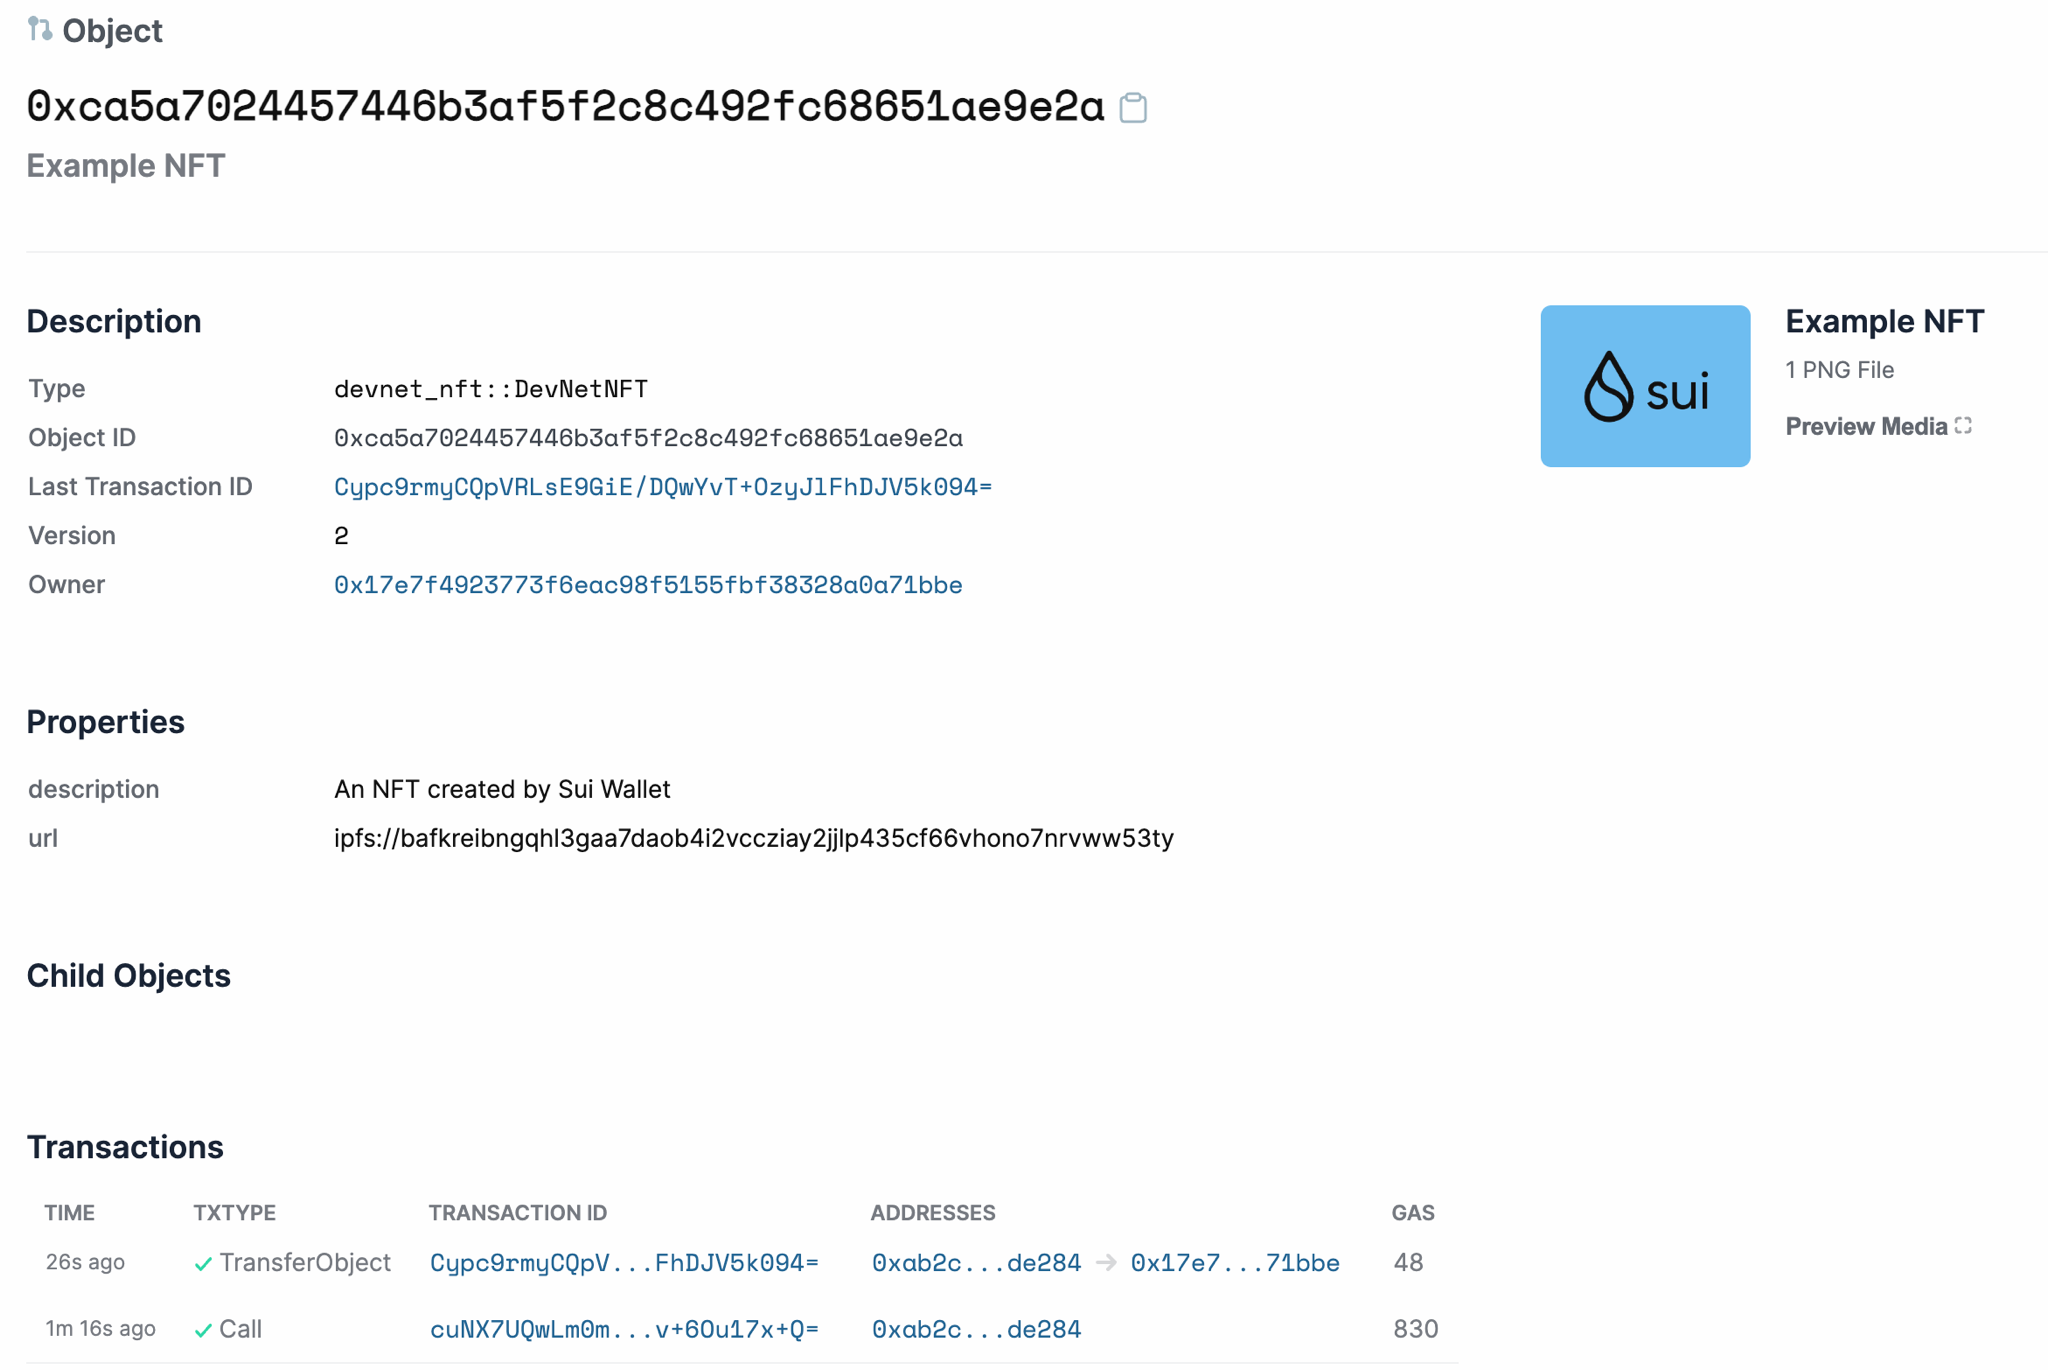 Object
0xca5a7024457446b3af5f2c8c492fc68651ae9e2a
Example NFT
Description
Type devnet_nft::DevNetNFT
Object ID 0xca5a7024457446b3af5f2c8c492fc68651ae9e2a
Last Transaction ID Cypc9rmyCQpVRLsE9GiE/DQwYvT+OzyJlFhDJV5k094=
Version 2
Owner 0x17e7f4923773f6eac98f5155fbf38328a0a71bbe
sui
Example NFT
1 PNG File
Preview Media
Properties
description An NFT created by Sui Wallet
url ipfs://bafkreibngqhl3gaa7daob4i2vccziay2jjlp435cf66vhono7nrvww53ty
Child Objects
Transactions
TIME TXTYPE TRANSACTION ID ADDRESSES GAS
26s ago TransferObject Cypc9rmyCQpV...FhDJV5k094= 0xab2c...de284 → 0x17e7...71bbe 48
1m 16s ago Call cuNX7UQwLm0m...v+6Ou17x+Q= 0xab2c...de284 830